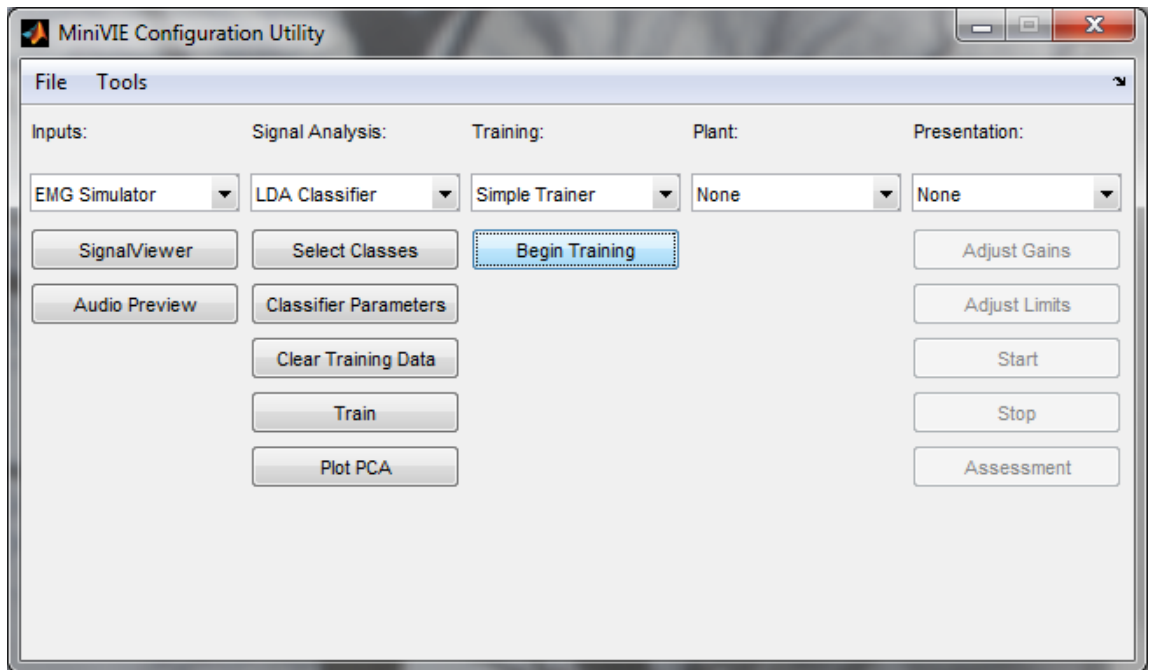 MiniVIE Configuration Utility
File Tools
Inputs: Signal Analysis: Training: Plant: Presentation:
EMG Simulator LDA Classifier Simple Trainer None None
SignalViewer Select Classes Begin Training Adjust Gains
Audio Preview Classifier Parameters Adjust Limits
Clear Training Data Start
Train Stop
Plot PCA Assessment